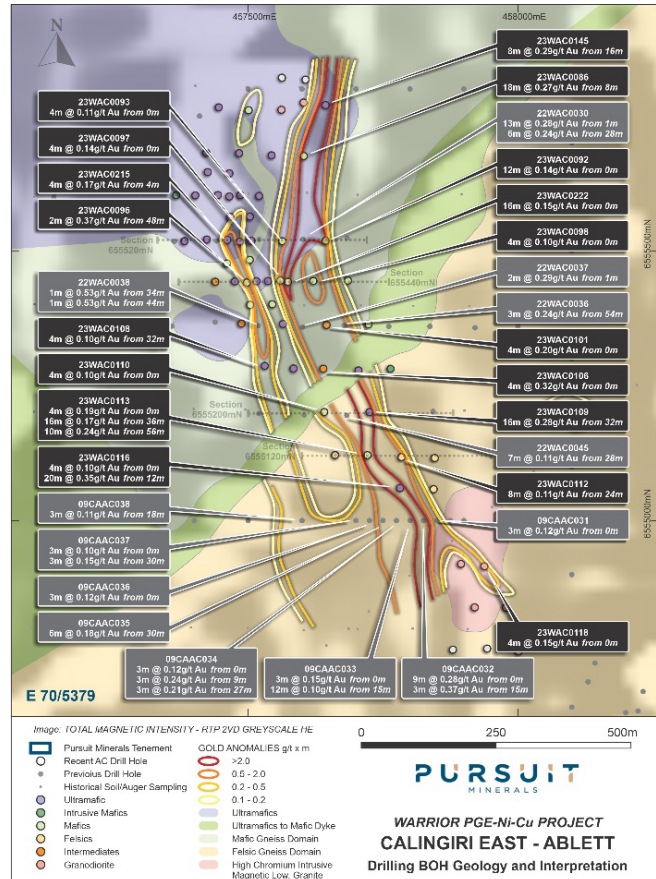 457500mE
458000mE
N
23WAC0145
8m @ 0.29g/t Au from 16m
23WAC0086
18m @ 0.27g/t Au from 8m
22WAC0030
13m @ 0.28g/t Au from 1m
6m @ 0.24g/t Au from 28m
23WAC0092
12m @ 0.14g/t Au from 0m
23WAC0222
16m @ 0.15g/t Au from 0m
23WAC0098
4m @ 0.10g/t Au from 0m
22WAC0037
2m @ 0.29g/t Au from 1m
22WAC0036
3m @ 0.24g/t Au from 54m
23WAC0101
4m @ 0.20g/t Au from 0m
23WAC0106
4m @ 0.32g/t Au from 0m
23WAC0109
16m @ 0.28g/t Au from 32m
22WAC0045
7m @ 0.11g/t Au from 28m
23WAC0112
8m @ 0.11g/t Au from 24m
09CAAC031
3m @ 0.12g/t Au from 0m
23WAC0118
4m @ 0.15g/t Au from 0m
23WAC0093
4m @ 0.11g/t Au from 0m
23WAC0097
4m @ 0.14g/t Au from 0m
23WAC0215
4m @ 0.17g/t Au from 4m
23WAC0096
2m @ 0.37g/t Au from 48m
22WAC0038
1m @ 0.53g/t Au from 34m
1m @ 0.53g/t Au from 44m
23WAC0108
4m @ 0.10g/t Au from 32m
23WAC0110
4m @ 0.10g/t Au from 0m
23WAC0113
4m @ 0.19g/t Au from 0m
16m @ 0.17g/t Au from 36m
10m @ 0.24g/t Au from 56m
23WAC0116
4m @ 0.10g/t Au from 0m
20m @ 0.35g/t Au from 12m
09CAAC038
3m @ 0.11g/t Au from 18m
09CAAC037
3m @ 0.10g/t Au from 0m
3m @ 0.15g/t Au from 30m
09CAAC036
3m @ 0.12g/t Au from 0m
09CAAC035
6m @ 0.18g/t Au from 30m
09CAAC034
3m @ 0.12g/t Au from 0m
3m @ 0.24g/t Au from 9m
3m @ 0.21g/t Au from 27m
09CAAC033
3m @ 0.15g/t Au from 0m
12m @ 0.10g/t Au from 15m
09CAAC032
9m @ 0.28g/t Au from 0m
3m @ 0.37g/t Au from 15m
Section
655520mN
Section
655440mN
Section
6555200mN
Section
6555120mN
6555500mN
6555000mN
E 70/5379
Image: TOTAL MAGNETIC INTENSITY - RTP 2VD GREYSCALE HE
Pursuit Minerals Tenement
Recent AC Drill Hole
Previoius Drill Hole
Historical Soil/Auger Sampling
Ultramafic
Intrusive Mafics
Mafics
Felsics
Intermediates
Granodiorite
GOLD ANOMALIES g/t x m
>2.0
0.5 - 2.0
0.2 - 0.5
0.1 - 0.2
Ultramafics
Ultramafics to Mafic Dyke
Mafic Gneiss Domain
Felsic Gneiss Domain
High Chromium Intrusive
Magnetic Low, Granite
0
250
500m
PURSUIT
MINERALS
WARRIOR PGE-Ni-Cu PROJECT
CALINGIRI EAST - ABLETT
Drilling BOH Geology and Interpretation